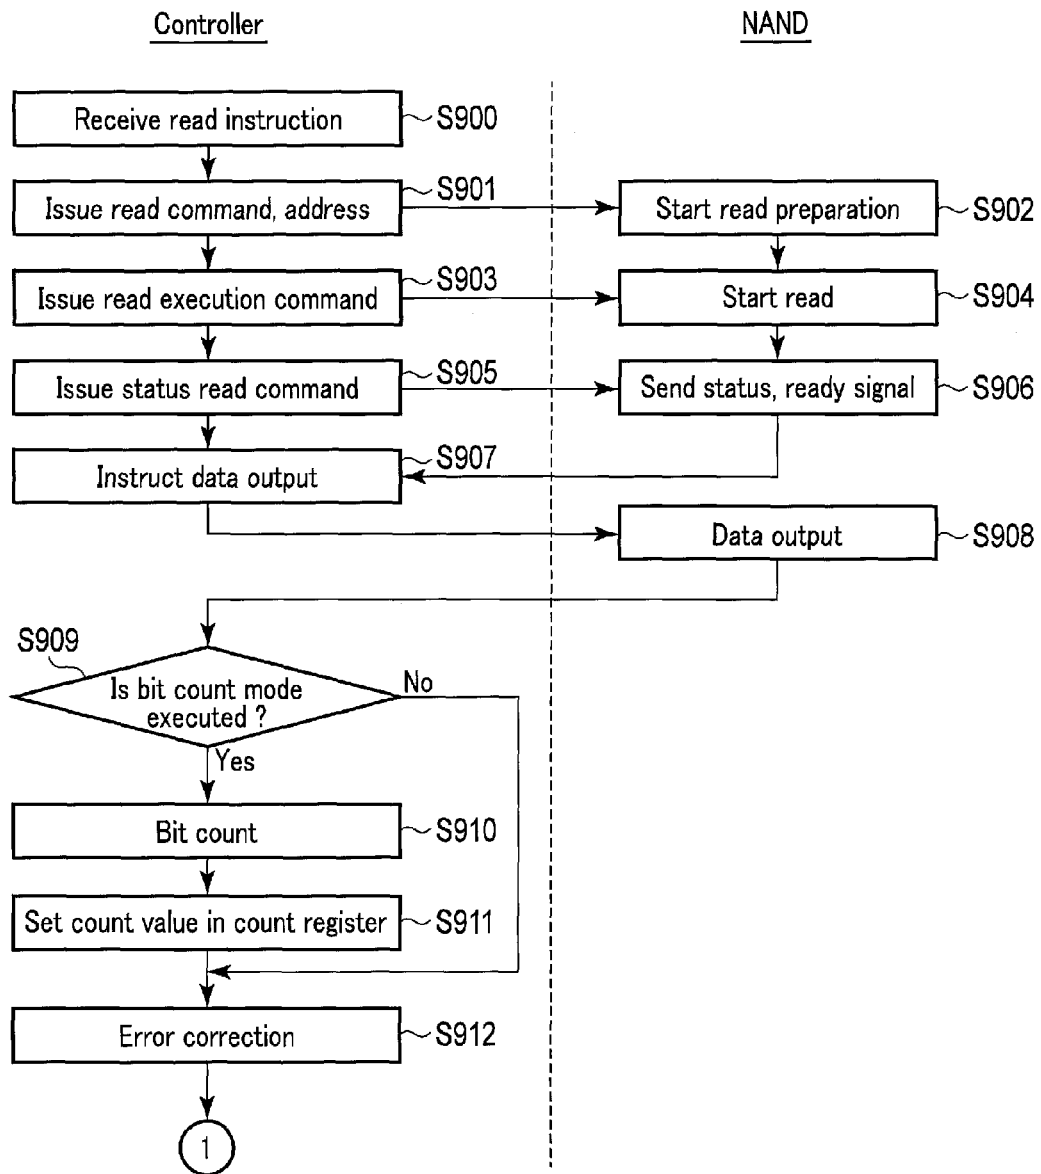 Controller
NAND
Receive read instruction
S900
Issue read command, address
S901
Start read preparation
S902
Issue read execution command
S903
Start read
S904
Issue status read command
S905
Send status, ready signal
S906
Instruct data output
S907
Data output
S908
S909
Is bit count mode
executed ?
No
Yes
Bit count
S910
Set count value in count register
S911
Error correction
S912
1